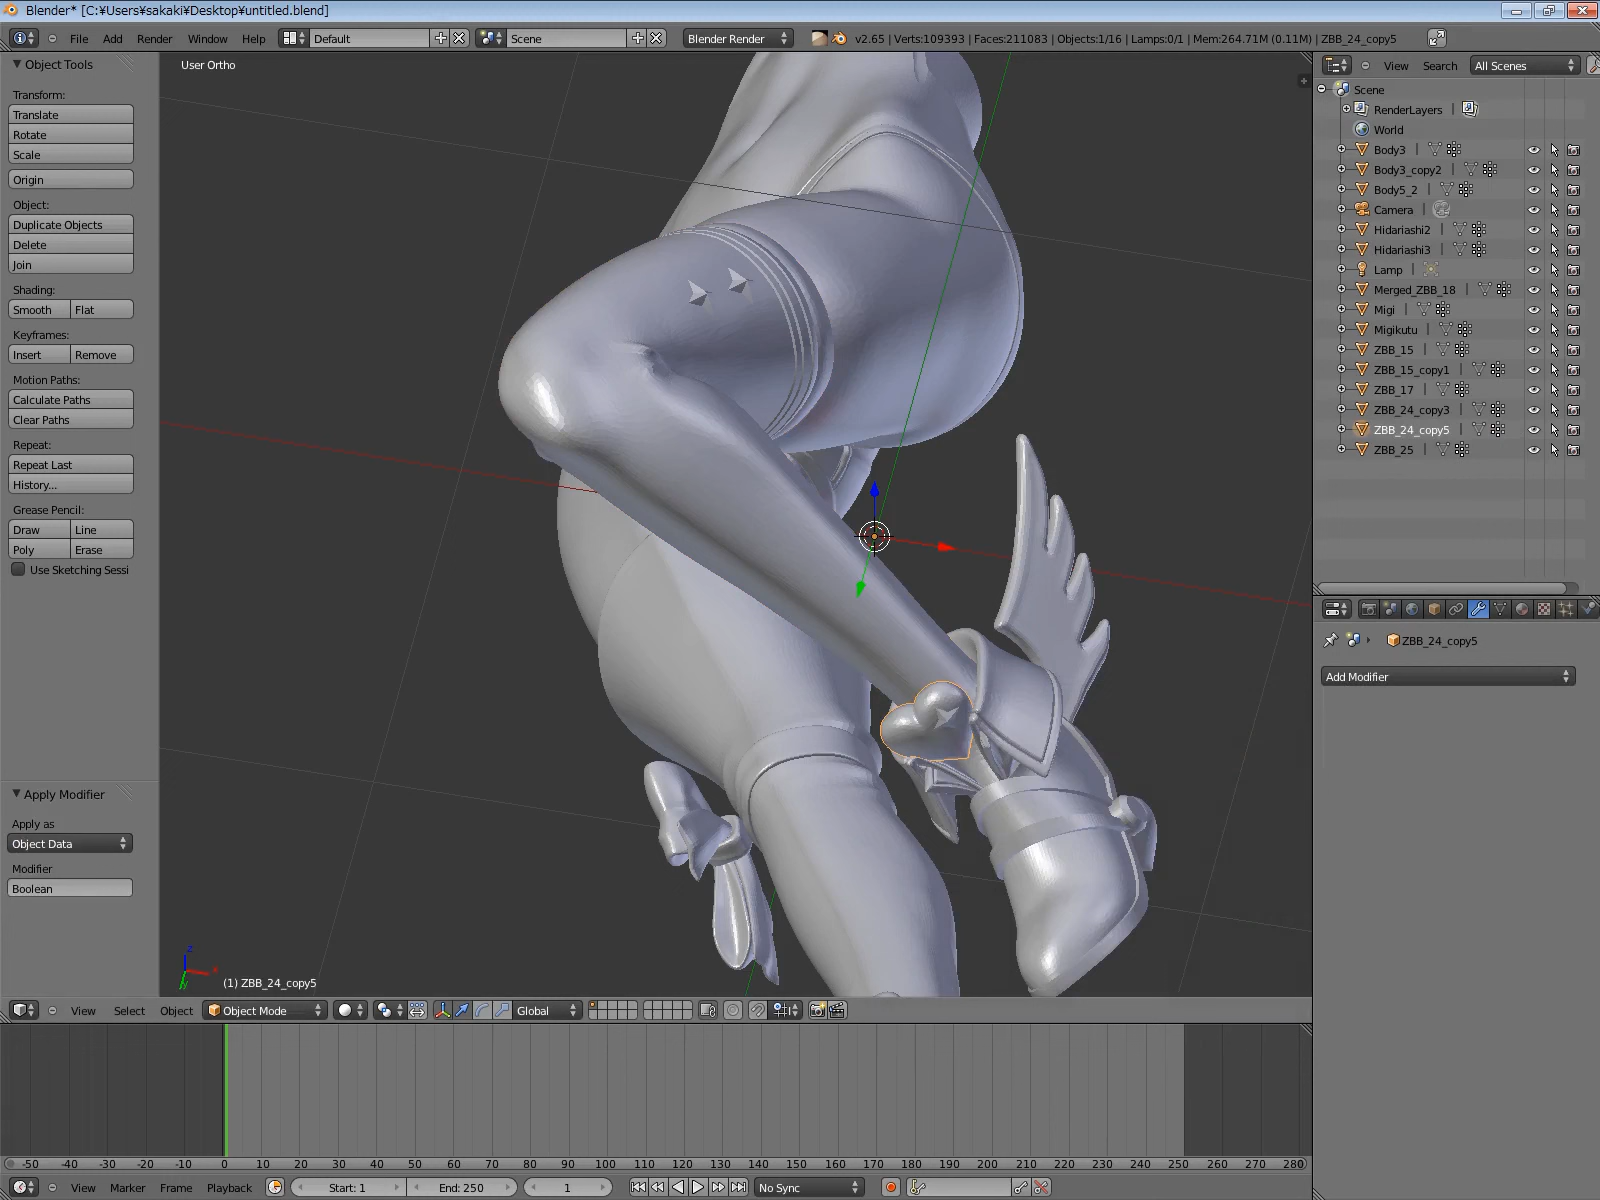 Blender* [C:¥Users¥sakaki¥Desktop¥untitled.blend]
File Add Render Window Help Default Scene Blender Render v2.65 | Verts:109393 | Faces:211083 | Objects:1/16 | Lamps:0/1 | Mem:264.71M (0.11M) | ZBB_24_copy5
Object Tools
Transform:
Translate
Rotate
Scale
Origin
Object:
Duplicate Objects
Delete
Join
Shading:
Smooth Flat
Keyframes:
Insert Remove
Motion Paths:
Calculate Paths
Clear Paths
Repeat:
Repeat Last
History...
Grease Pencil:
Draw Line
Poly Erase
Use Sketching Sessi
Apply Modifier
Apply as
Object Data
Modifier
Boolean
User Ortho
z
x
y
(1) ZBB_24_copy5
View Search All Scenes
Scene
RenderLayers |
World
Body3 |
Body3_copy2 |
Body5_2 |
Camera |
Hidariashi2 |
Hidariashi3 |
Lamp |
Merged_ZBB_18 |
Migi |
Migikutu |
ZBB_15 |
ZBB_15_copy1 |
ZBB_17 |
ZBB_24_copy3 |
ZBB_24_copy5 |
ZBB_25 |
ZBB_24_copy5
Add Modifier
View Select Object Object Mode Global
-50 -40 -30 -20 -10 0 10 20 30 40 50 60 70 80 90 100 110 120 130 140 150 160 170 180 190 200 210 220 230 240 250 260 270 280
View Marker Frame Playback Start: 1 End: 250 1 No Sync